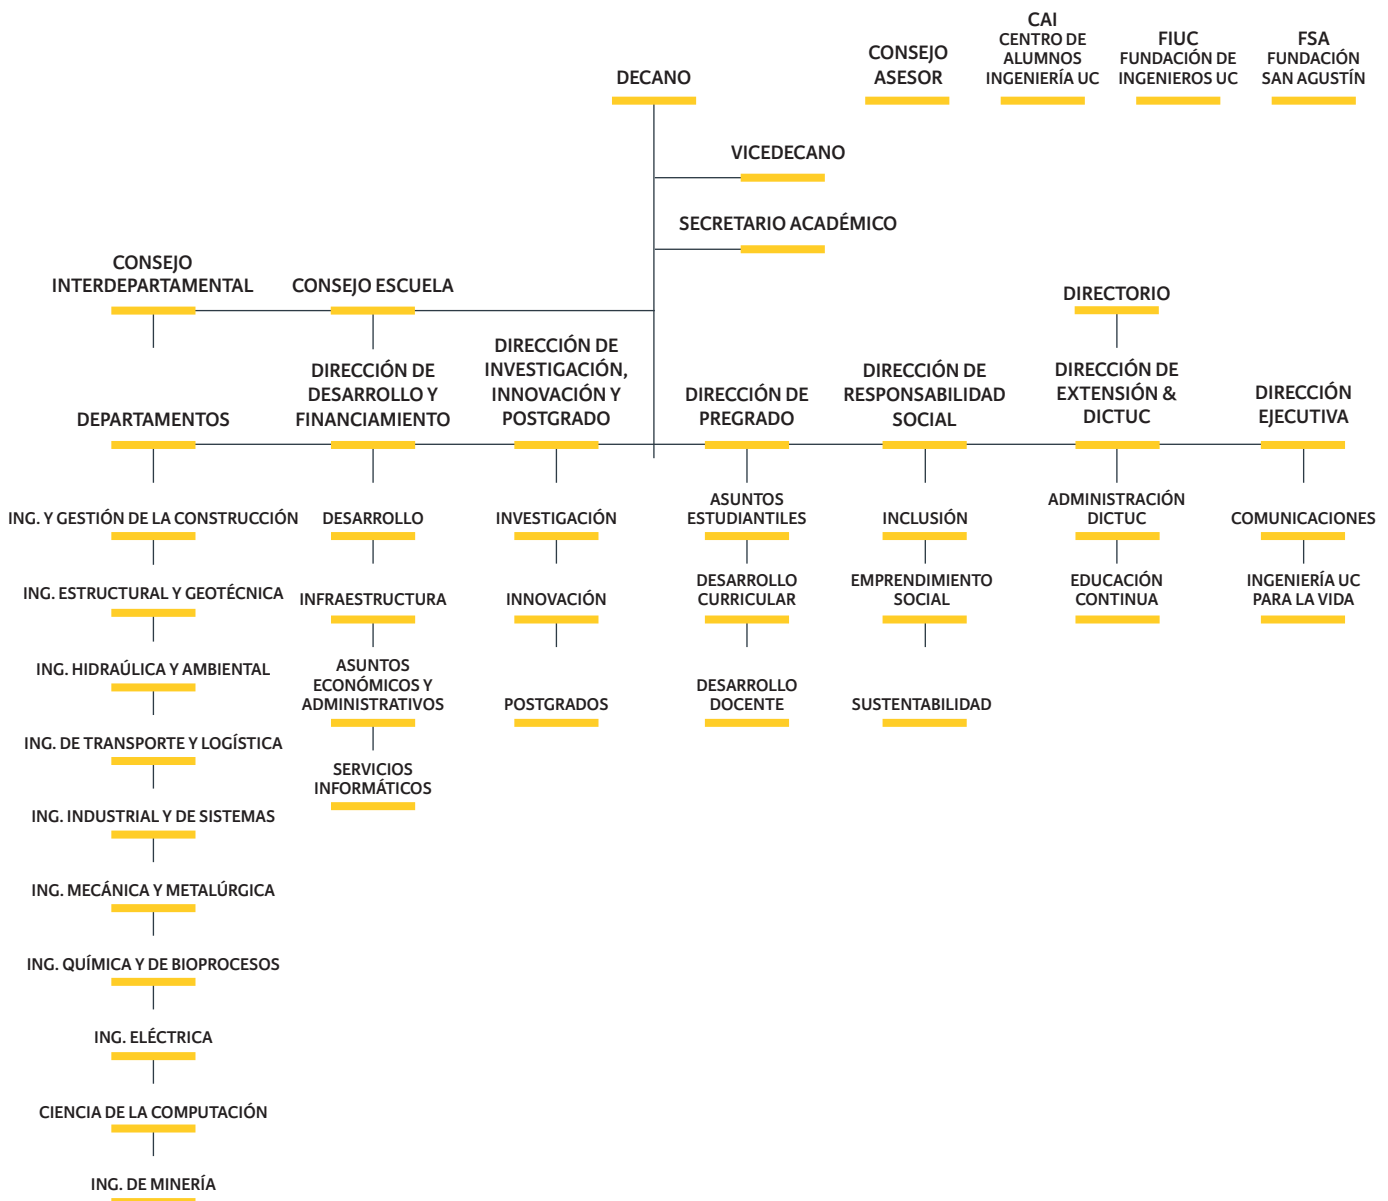 DECANO
CONSEJO
ASESOR
CAI
CENTRO DE
ALUMNOS
INGENIERÍA UC
FIUC
FUNDACIÓN DE
INGENIEROS UC
FSA
FUNDACIÓN
SAN AGUSTÍN
VICEDECANO
SECRETARIO ACADÉMICO
CONSEJO
INTERDEPARTAMENTAL
CONSEJO ESCUELA
DIRECTORIO
DEPARTAMENTOS
DIRECCIÓN DE
DESARROLLO Y
FINANCIAMIENTO
DIRECCIÓN DE
INVESTIGACIÓN,
INNOVACIÓN Y
POSTGRADO
DIRECCIÓN DE
PREGRADO
DIRECCIÓN DE
RESPONSABILIDAD
SOCIAL
DIRECCIÓN DE
EXTENSIÓN &
DICTUC
DIRECCIÓN
EJECUTIVA
ING. Y GESTIÓN DE LA CONSTRUCCIÓN
ING. ESTRUCTURAL Y GEOTÉCNICA
ING. HIDRAÚLICA Y AMBIENTAL
ING. DE TRANSPORTE Y LOGÍSTICA
ING. INDUSTRIAL Y DE SISTEMAS
ING. MECÁNICA Y METALÚRGICA
ING. QUÍMICA Y DE BIOPROCESOS
ING. ELÉCTRICA
CIENCIA DE LA COMPUTACIÓN
ING. DE MINERÍA
DESARROLLO
INFRAESTRUCTURA
ASUNTOS
ECONÓMICOS Y
ADMINISTRATIVOS
SERVICIOS
INFORMÁTICOS
INVESTIGACIÓN
INNOVACIÓN
POSTGRADOS
ASUNTOS
ESTUDIANTILES
DESARROLLO
CURRICULAR
DESARROLLO
DOCENTE
INCLUSIÓN
EMPRENDIMIENTO
SOCIAL
SUSTENTABILIDAD
ADMINISTRACIÓN
DICTUC
EDUCACIÓN
CONTINUA
COMUNICACIONES
INGENIERÍA UC
PARA LA VIDA